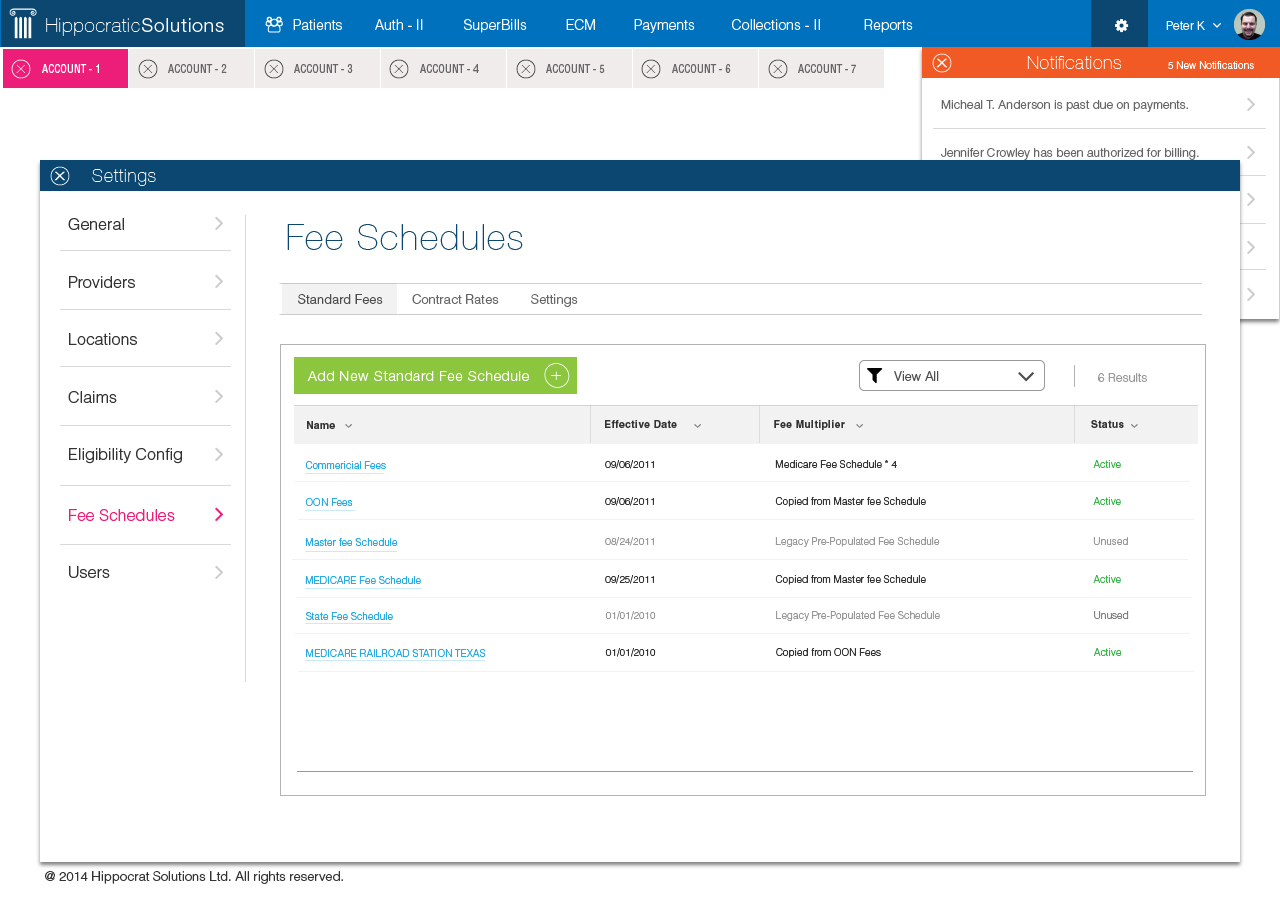 HippocraticSolutions
Patients
Auth - II
SuperBills
ECM
Payments
Collections - II
Reports
Peter K
ACCOUNT - 1
ACCOUNT - 2
ACCOUNT - 3
ACCOUNT - 4
ACCOUNT - 5
ACCOUNT - 6
ACCOUNT - 7
Notifications
5 New Notifications
Micheal T. Anderson is past due on payments.
Jennifer Crowley has been authorized for billing.
Settings
General
Providers
Locations
Claims
Eligibility Config
Fee Schedules
Users
Fee Schedules
Standard Fees
Contract Rates
Settings
Add New Standard Fee Schedule
View All
6 Results
Name
Effective Date
Fee Multiplier
Status
Commericial Fees 09/06/2011 Medicare Fee Schedule * 4 Active
OON Fees 09/06/2011 Copied from Master fee Schedule Active
Master fee Schedule 08/24/2011 Legacy Pre-Populated Fee Schedule Unused
MEDICARE Fee Schedule 09/25/2011 Copied from Master fee Schedule Active
State Fee Schedule 01/01/2010 Legacy Pre-Populated Fee Schedule Unused
MEDICARE RAILROAD STATION TEXAS 01/01/2010 Copied from OON Fees Active
@ 2014 Hippocrat Solutions Ltd. All rights reserved.